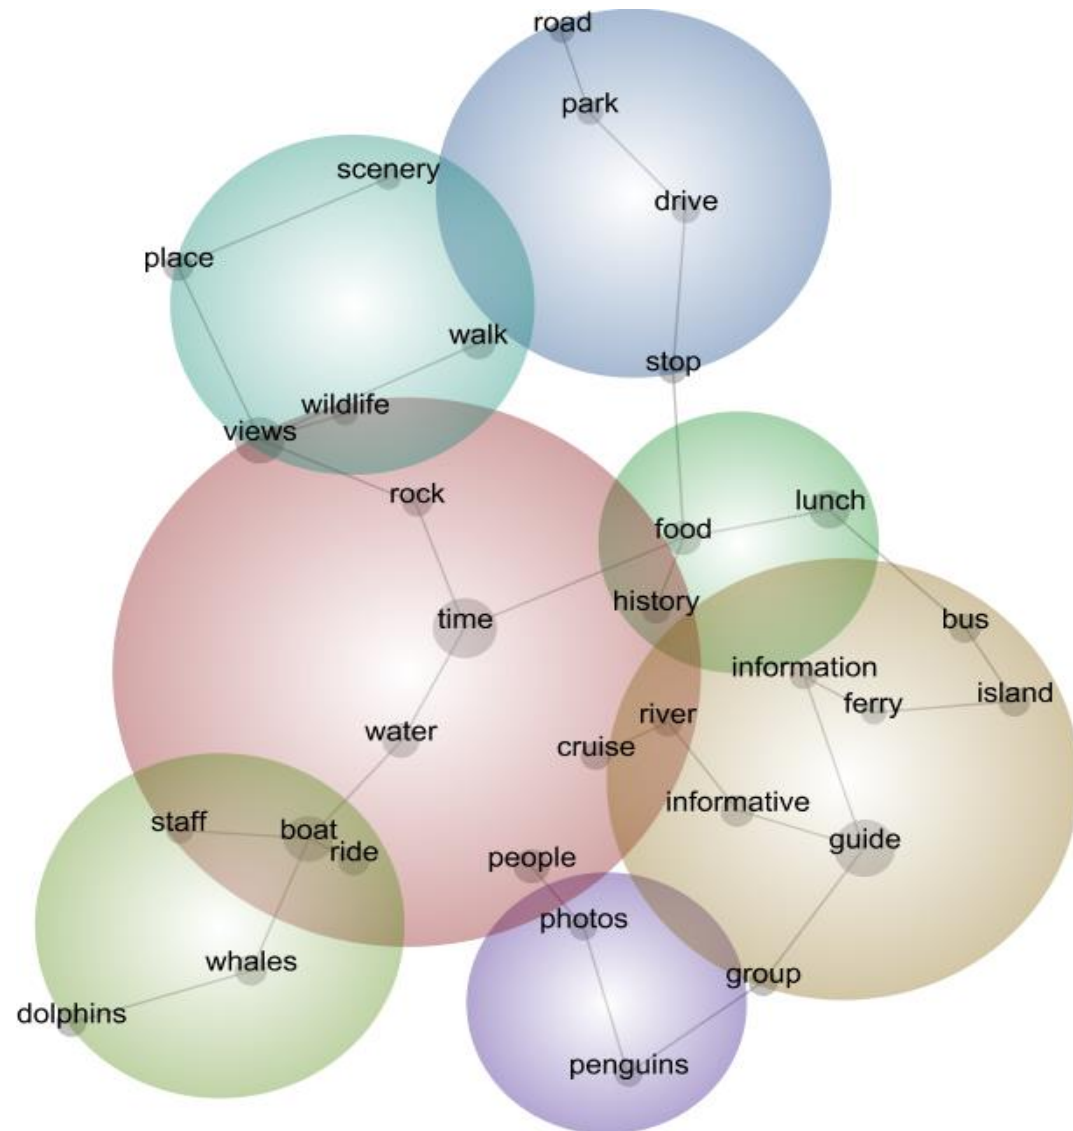 road
park
scenery
drive
place
walk
stop
wildlife
views
rock
lunch
food
history
time
bus
information
island
ferry
river
water
cruise
informative
staff
boat
guide
ride
people
photos
whales
group
dolphins
penguins